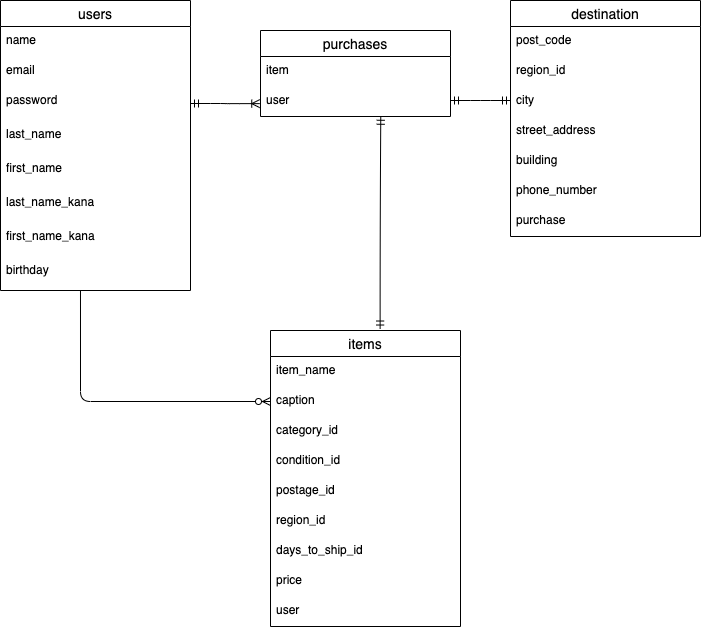 users
name
email
password
last_name
first_name
last_name_kana
first_name_kana
birthday
purchases
item
user
destination
post_code
region_id
city
street_address
building
phone_number
purchase
items
item_name
caption
category_id
condition_id
postage_id
region_id
days_to_ship_id
price
user